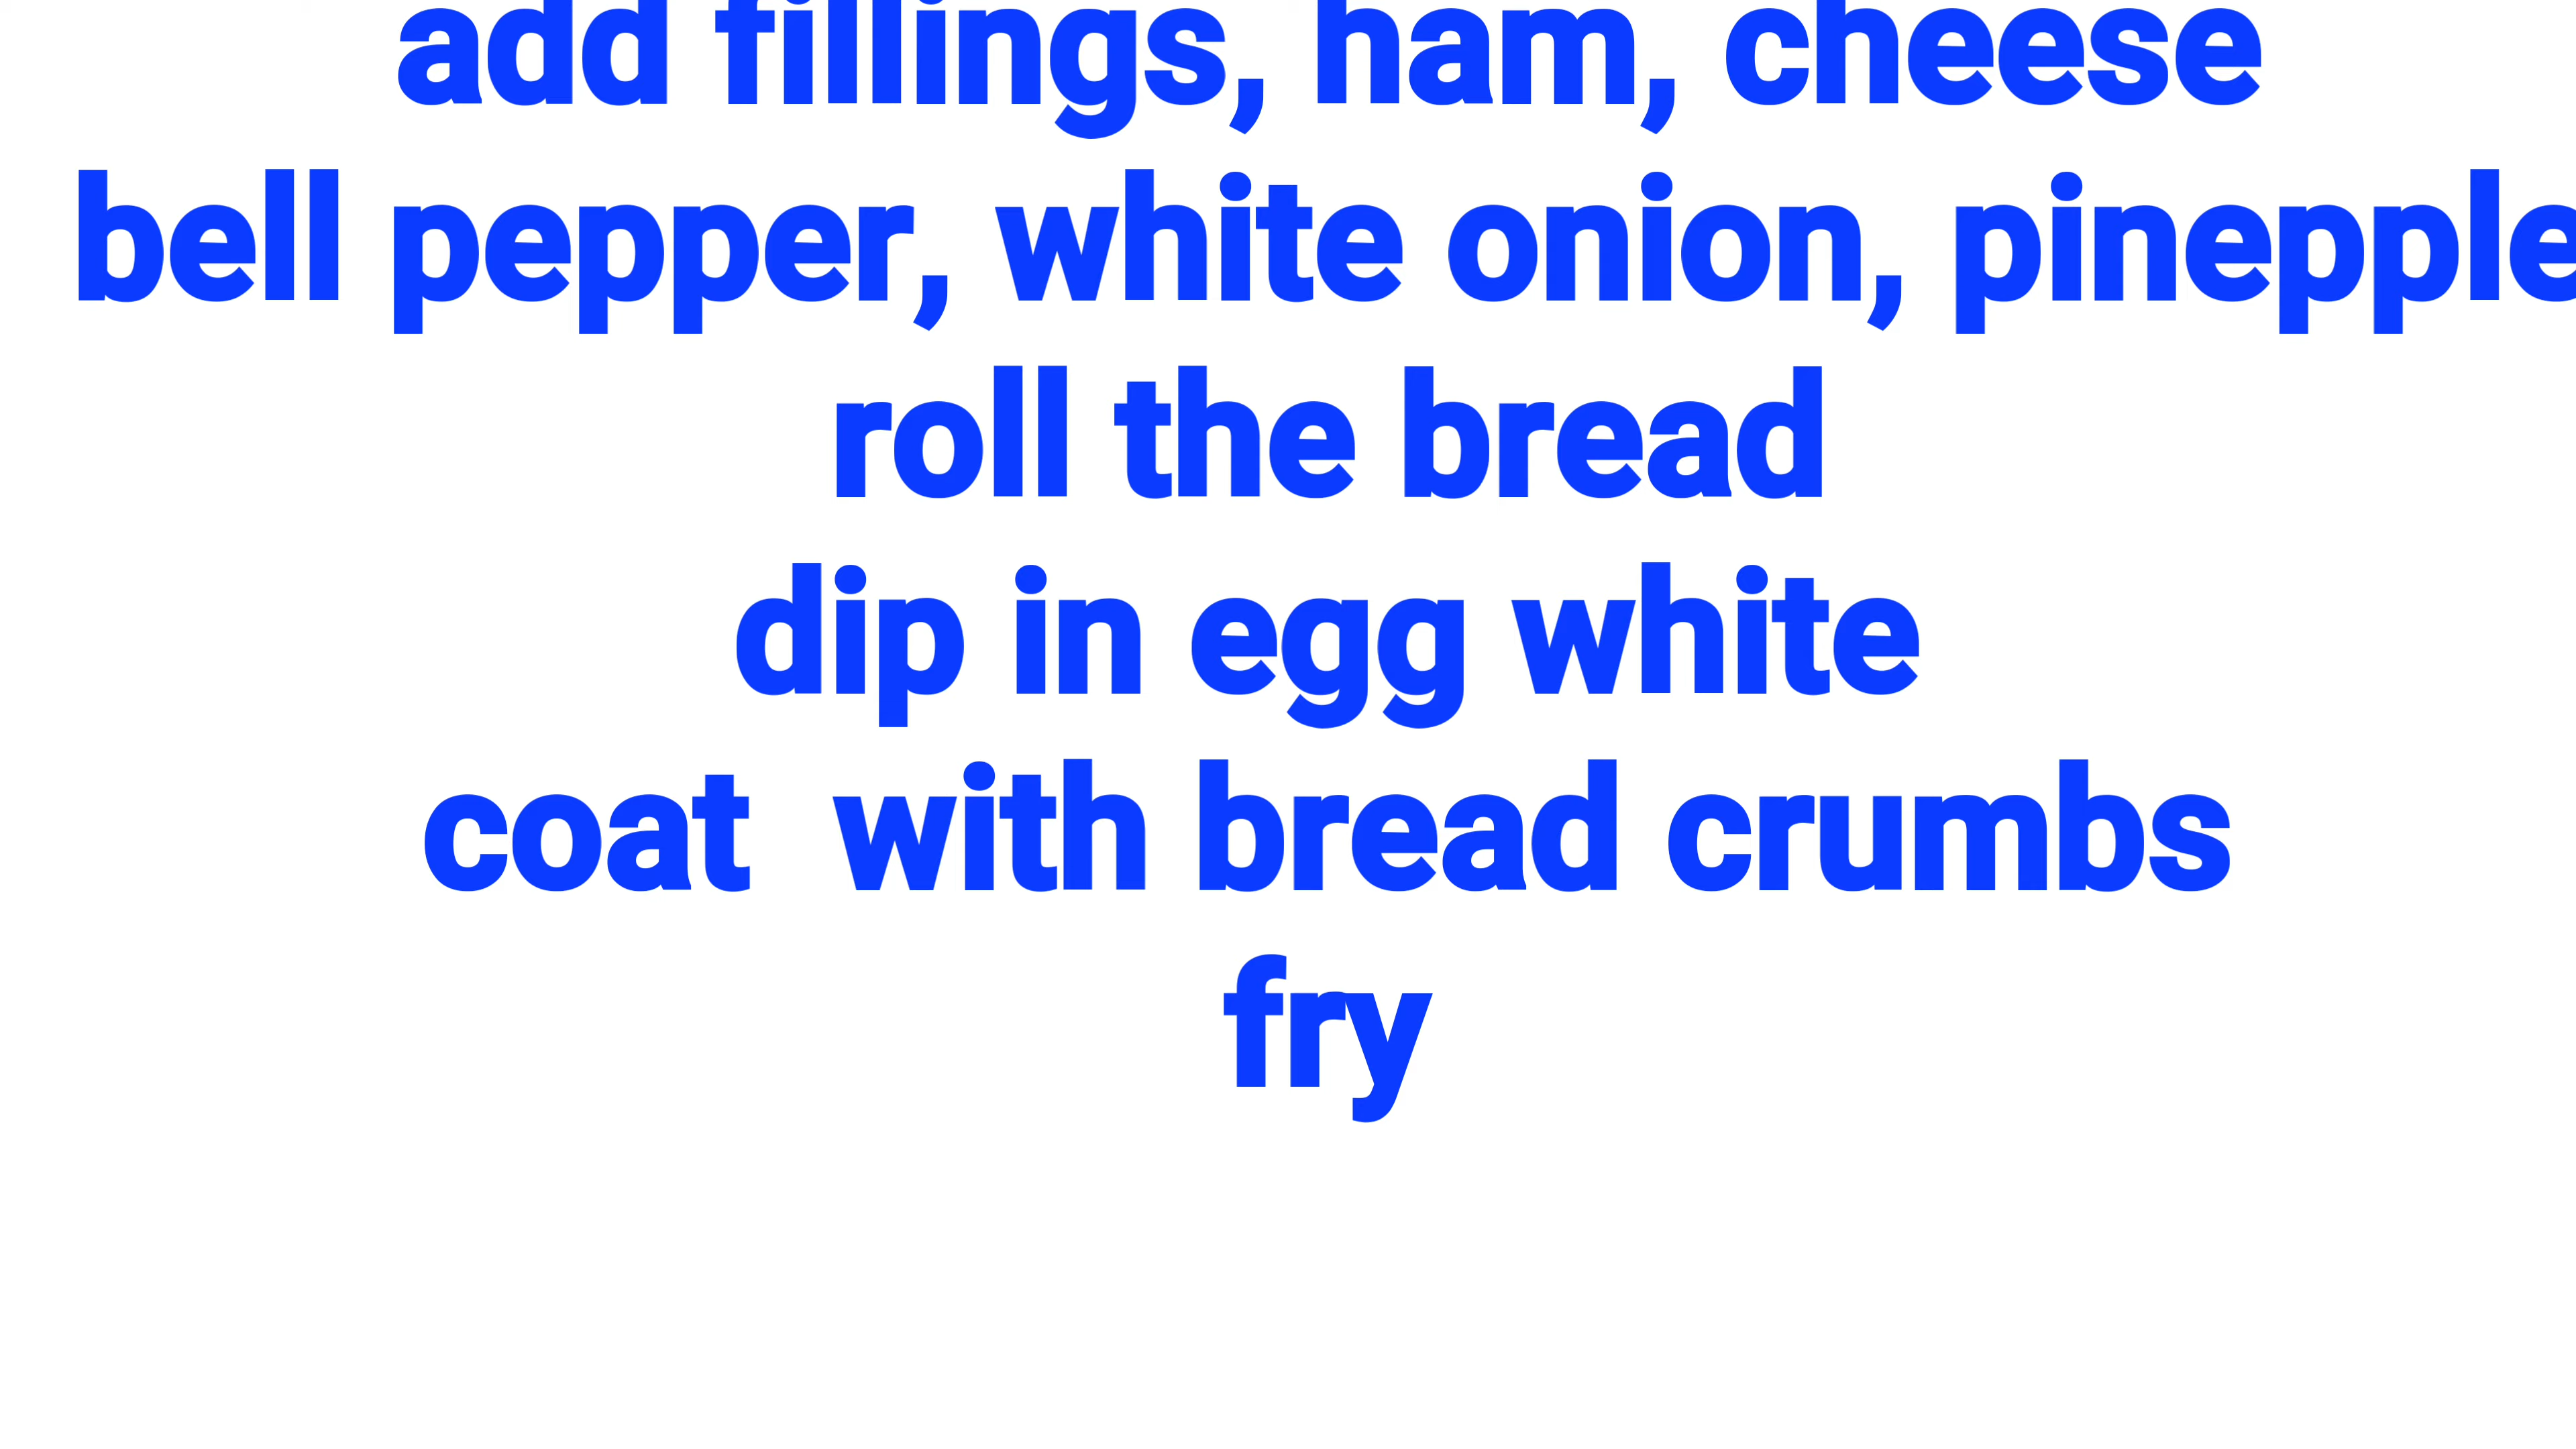 add fillings, ham, cheese
bell pepper, white onion, pinepple
roll the bread
dip in egg white
coat  with bread crumbs
fry